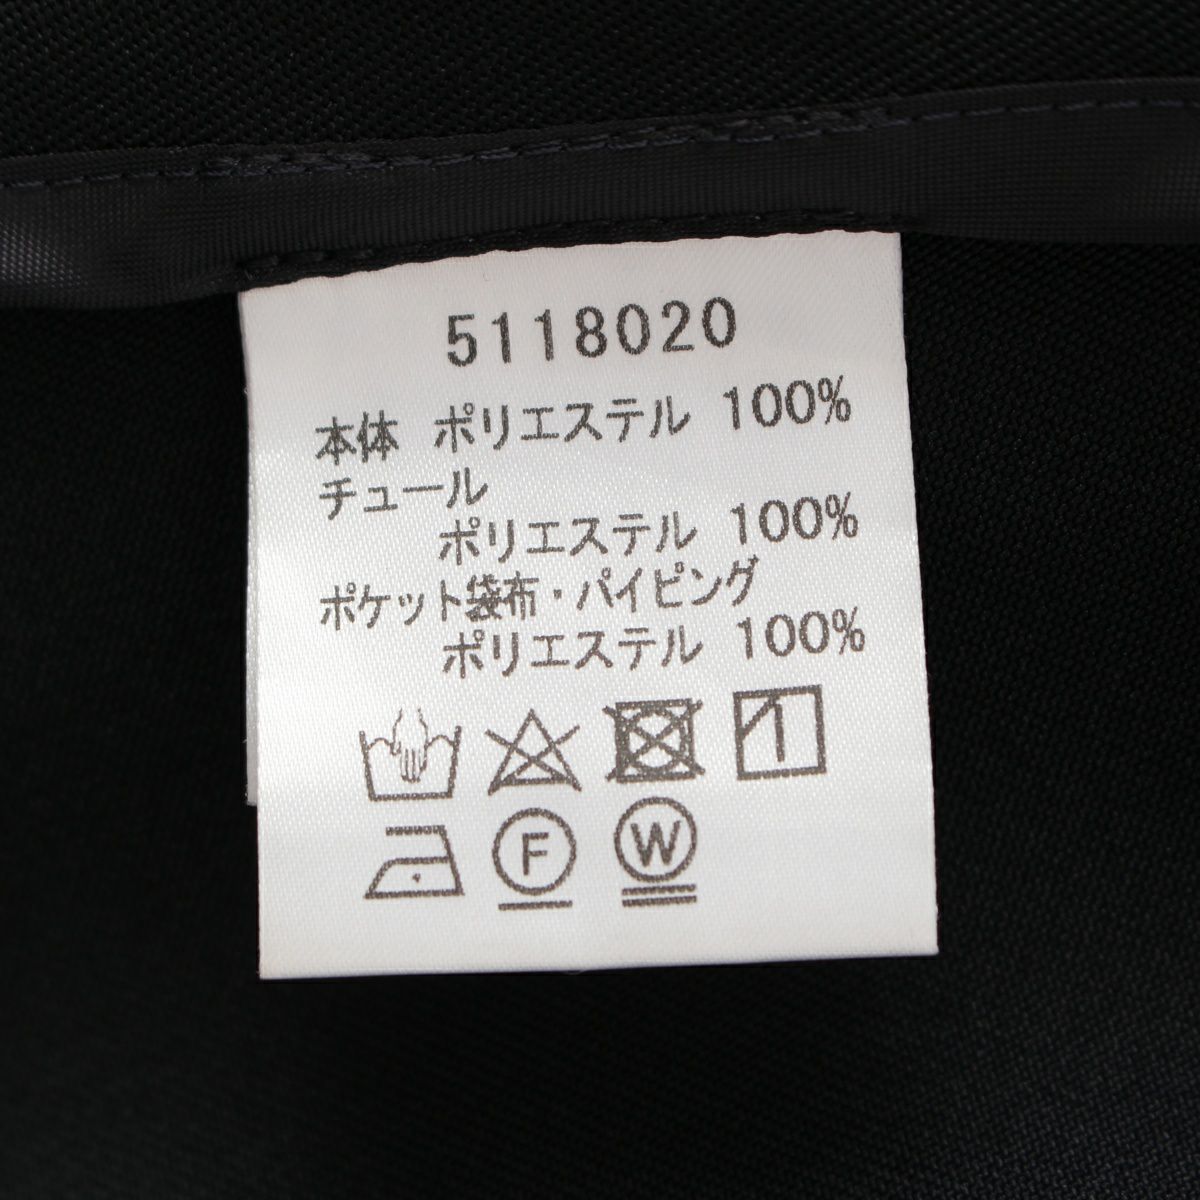 5118020
本体 ポリエステル 100%
チュール
ポリエステル 100%
ポケット袋布・パイピング
ポリエステル 100%
F
W